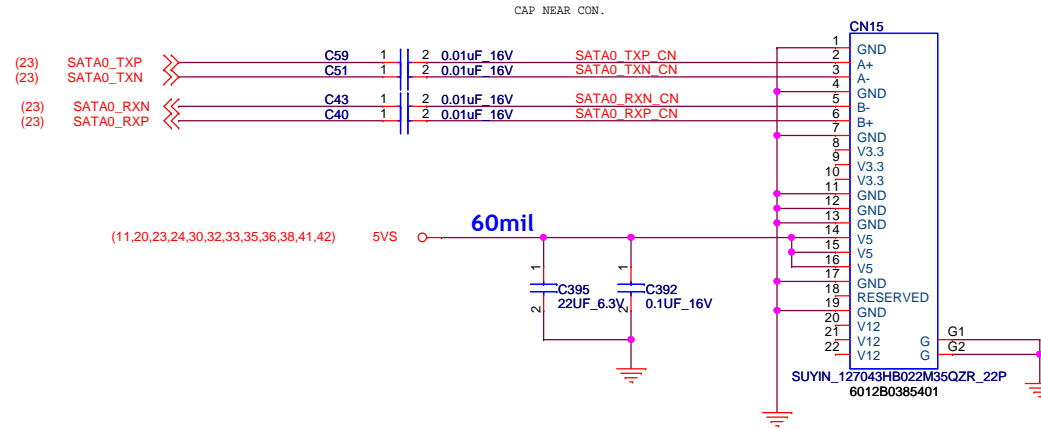 CAP NEAR CON.
CN15
1 GND
(23) SATA0_TXP C59 1 2 0.01uF_16V SATA0_TXP_CN 2 A+
(23) SATA0_TXN C51 1 2 0.01uF_16V SATA0_TXN_CN 3 A-
4 GND
(23) SATA0_RXN C43 1 2 0.01uF_16V SATA0_RXN_CN 5 B-
(23) SATA0_RXP C40 1 2 0.01uF_16V SATA0_RXP_CN 6 B+
7 GND
8 V3.3
9 V3.3
10 V3.3
11 GND
12 GND
13 GND
(11,20,23,24,30,32,33,35,36,38,41,42) 5VS 60mil 14 V5
15 V5
16 V5
17 GND
1 C395 2 22UF_6.3V
1 C392 2 0.1UF_16V
18 RESERVED
19 GND
20 V12
21 V12 G G1
22 V12 G G2
SUYIN_127043HB022M35QZR_22P
6012B0385401